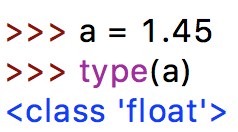 >>> a = 1.45
>>> type(a)
<class 'float'>